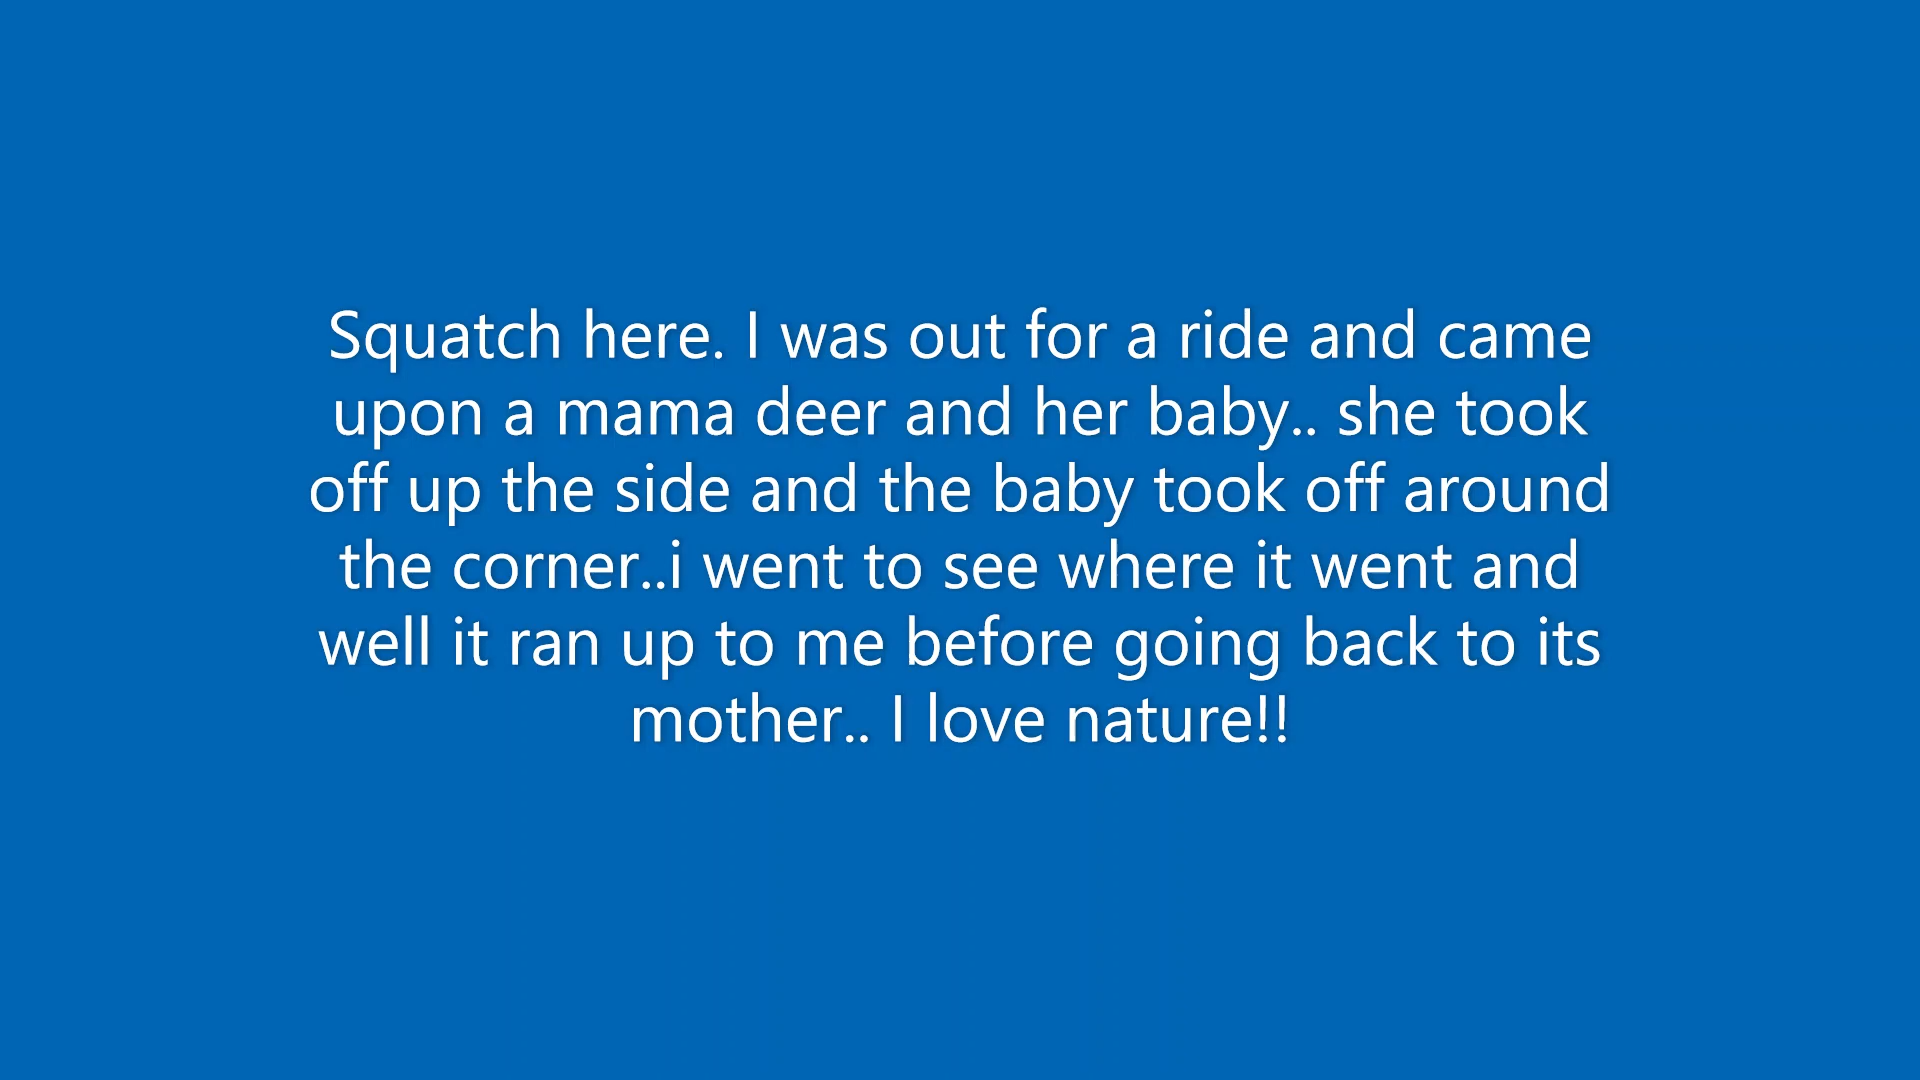 Squatch here. I was out for a ride and came
upon a mama deer and her baby.. she took
off up the side and the baby took off around
the corner..i went to see where it went and
well it ran up to me before going back to its
mother.. I love nature!!